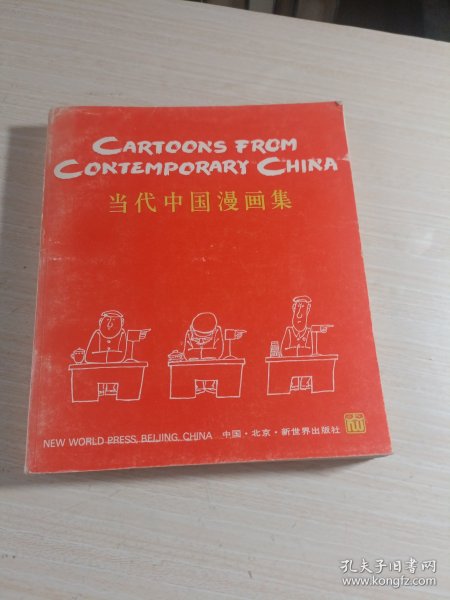 CARTOONS FROM
CONTEMPORARY CHINA
当代中国漫画集
NEW WORLD PRESS, BEIJING, CHINA 中国·北京·新世界出版社
孔夫子旧书网
www.kongfz.com